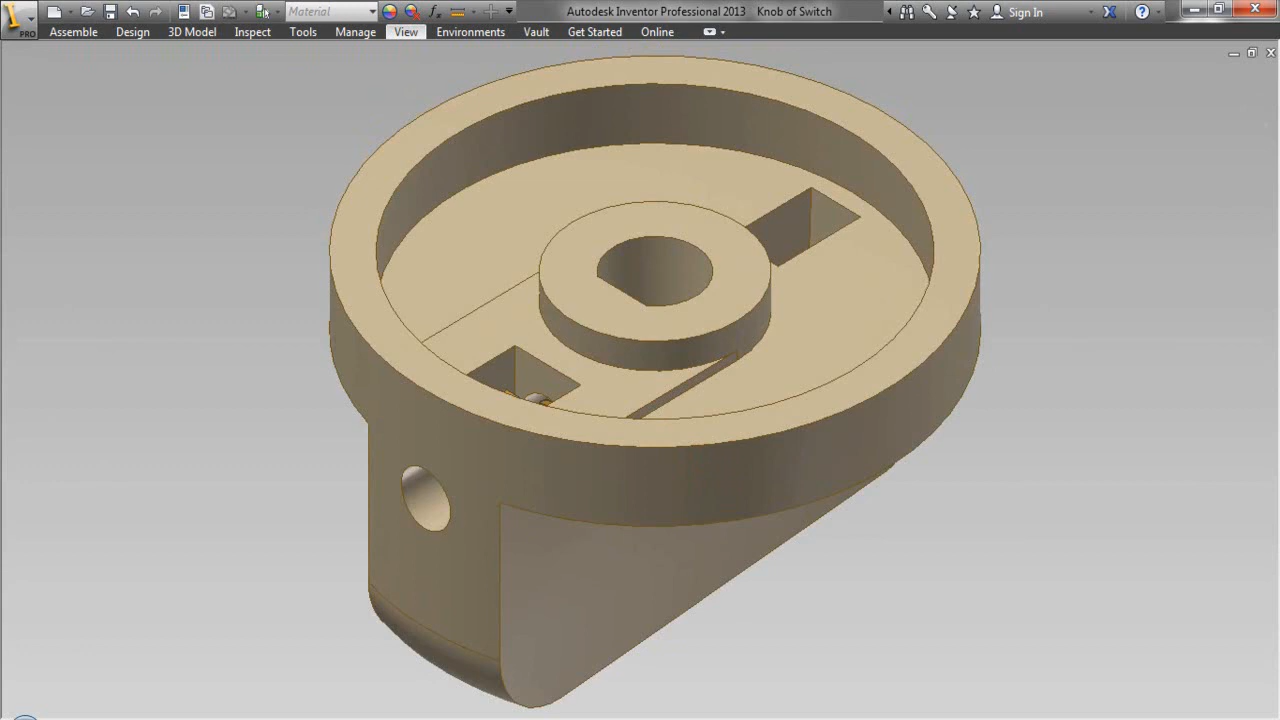 Material
Autodesk Inventor Professional 2013 Knob of Switch
Sign In
PRO
Assemble Design 3D Model Inspect Tools Manage View Environments Vault Get Started Online